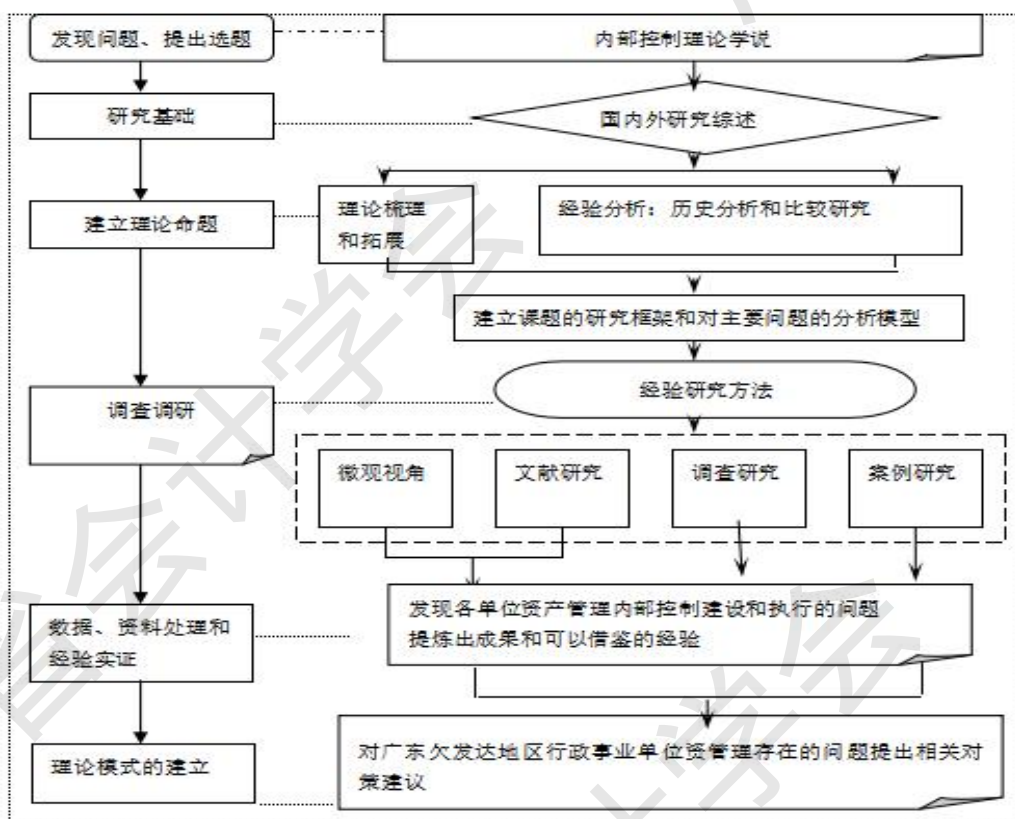 发现问题、提出选题
内部控制理论学说
研究基础
国内外研究综述
建立理论命题
理论梳理
和拓展
经验分析：历史分析和比较研究
建立课题的研究框架和对主要问题的分析模型
调查调研
经验研究方法
微观视角
文献研究
调查研究
案例研究
数据、资料处理和
经验实证
发现各单位资产管理内部控制建设和执行的问题
提炼出成果和可以借鉴的经验
理论模式的建立
对广东欠发达地区行政事业单位资管理存在的问题提出相关对
策建议
省会计学会